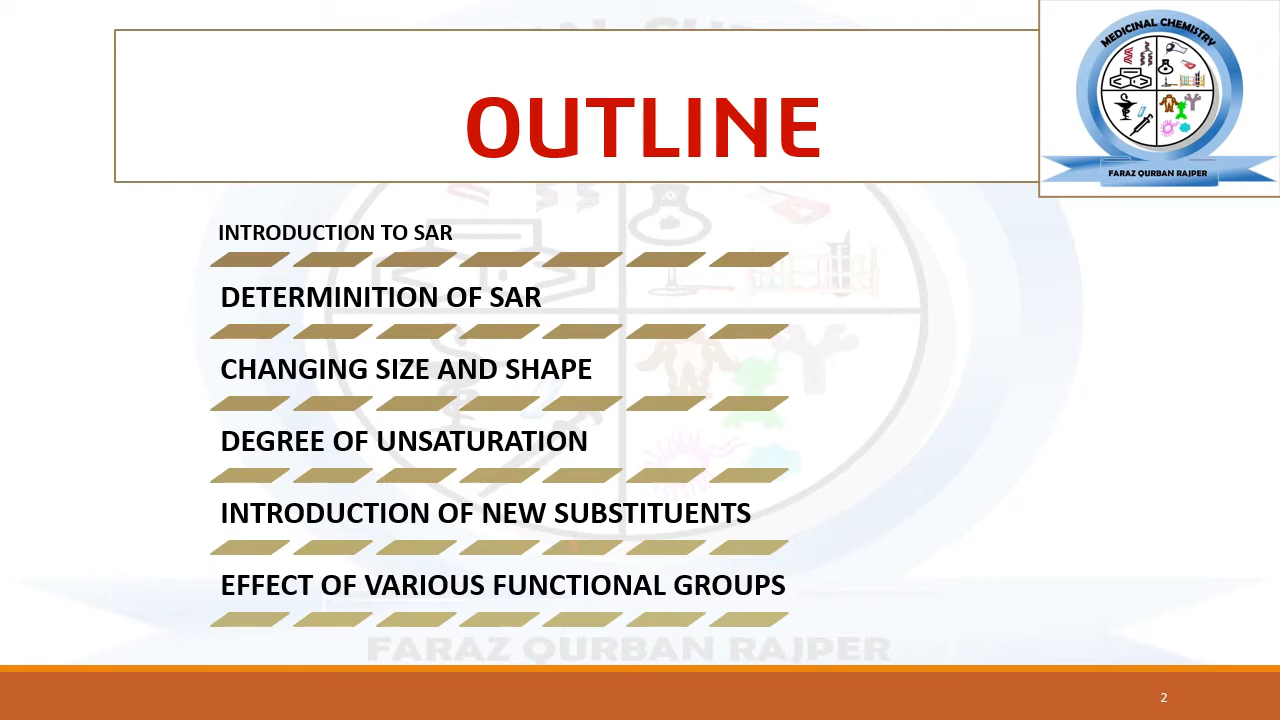 MEDICINAL CHEMISTRY
FARAZ QURBAN RAJPER
OUTLINE
INTRODUCTION TO SAR
DETERMINITION OF SAR
CHANGING SIZE AND SHAPE
DEGREE OF UNSATURATION
INTRODUCTION OF NEW SUBSTITUENTS
EFFECT OF VARIOUS FUNCTIONAL GROUPS
FARAZ QURBAN RAJPER
2